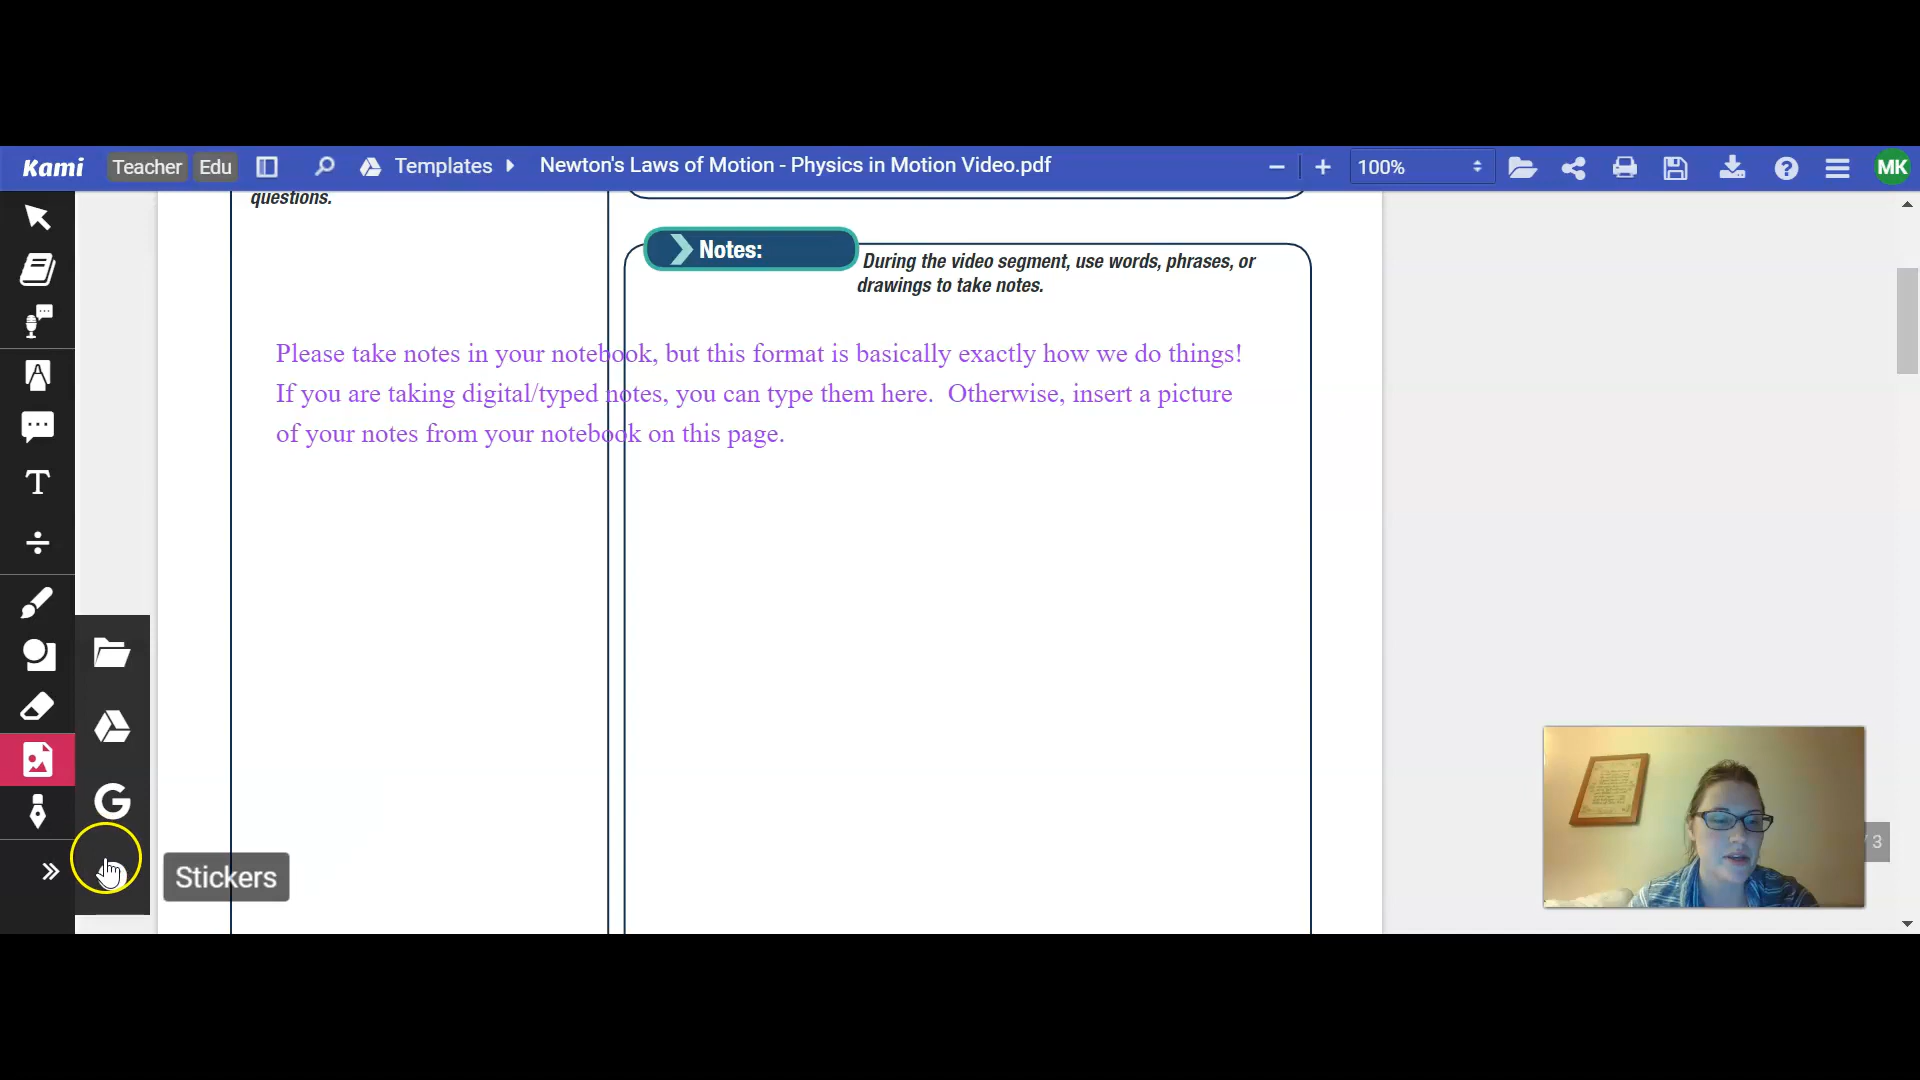 Kami Teacher Edu Templates Newton's Laws of Motion - Physics in Motion Video.pdf 100% MK
questions.
Notes:
During the video segment, use words, phrases, or
drawings to take notes.
Please take notes in your notebook, but this format is basically exactly how we do things!
If you are taking digital/typed notes, you can type them here. Otherwise, insert a picture
of your notes from your notebook on this page.
/ 3
Stickers